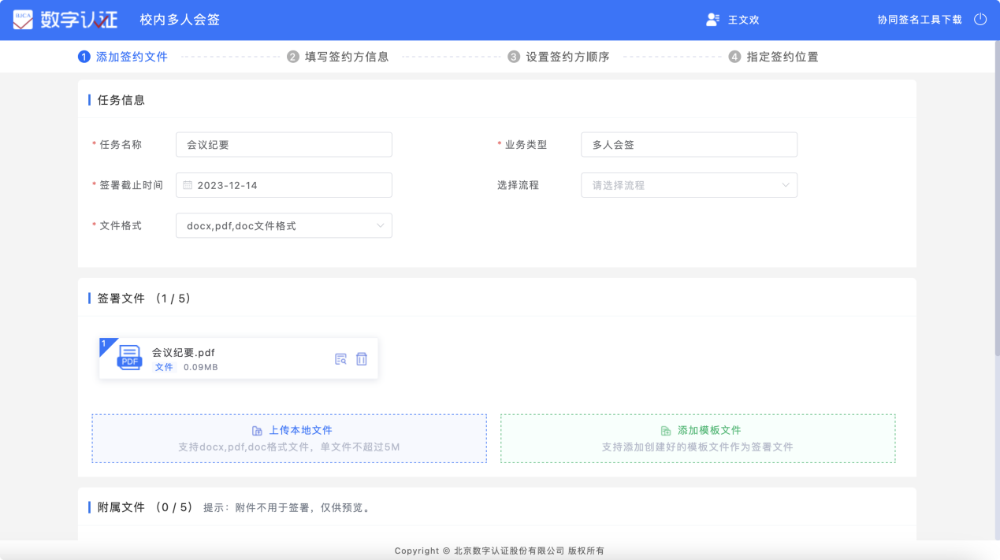 BJCA 数字认证 校内多人会签 王文欢 协同签名工具下载
1 添加签约文件 2 填写签约方信息 3 设置签约方顺序 4 指定签约位置
任务信息
* 任务名称 会议纪要 * 业务类型 多人会签
* 签署截止时间 2023-12-14 选择流程 请选择流程
* 文件格式 docx,pdf,doc文件格式
签署文件 （1 / 5）
1 PDF 会议纪要.pdf
文件 0.09MB
上传本地文件
支持docx,pdf,doc格式文件，单文件不超过5M
添加模板文件
支持添加创建好的模板文件作为签署文件
附属文件 （0 / 5） 提示：附件不用于签署，仅供预览。
Copyright © 北京数字认证股份有限公司 版权所有